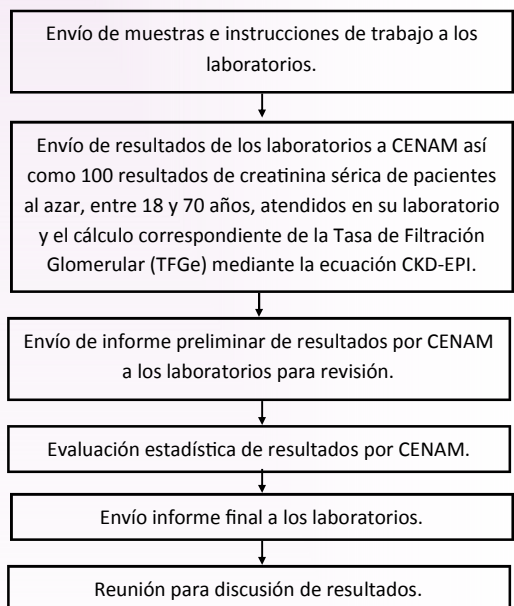 Envío de muestras e instrucciones de trabajo a los
laboratorios.
Envío de resultados de los laboratorios a CENAM así
como 100 resultados de creatinina sérica de pacientes
al azar, entre 18 y 70 años, atendidos en su laboratorio
y el cálculo correspondiente de la Tasa de Filtración
Glomerular (TFGe) mediante la ecuación CKD-EPI.
Envío de informe preliminar de resultados por CENAM
a los laboratorios para revisión.
Evaluación estadística de resultados por CENAM.
Envío informe final a los laboratorios.
Reunión para discusión de resultados.